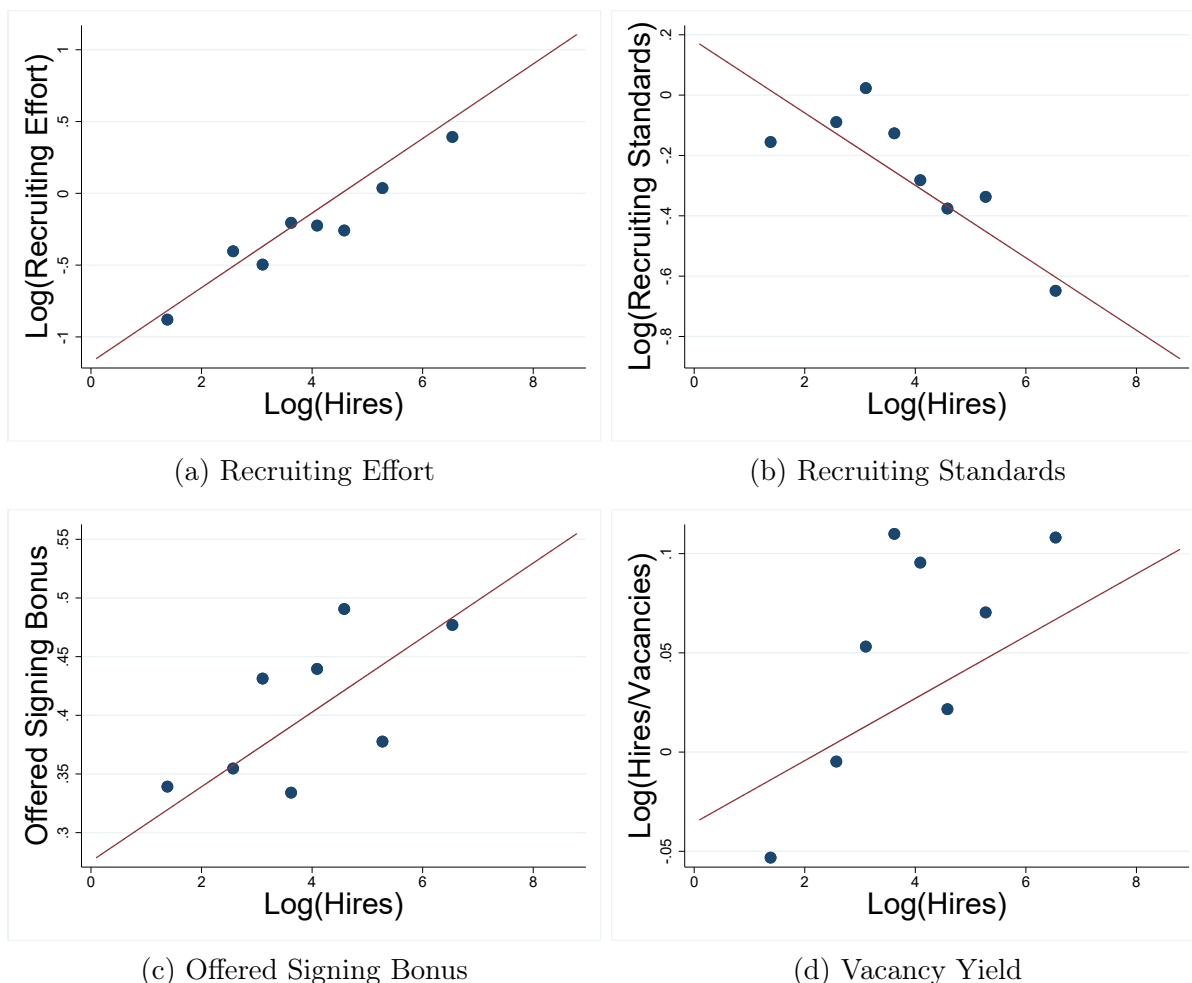 Log(Recruiting Effort)
1
.5
0
-.5
-1
0 2 4 6 8
Log(Hires)
(a) Recruiting Effort
Log(Recruiting Standards)
.2
0
-.2
-.4
-.6
-.8
0 2 4 6 8
Log(Hires)
(b) Recruiting Standards
Offered Signing Bonus
.55
.5
.45
.4
.35
.3
0 2 4 6 8
Log(Hires)
(c) Offered Signing Bonus
Log(Hires/Vacancies)
.1
.05
0
-.05
0 2 4 6 8
Log(Hires)
(d) Vacancy Yield